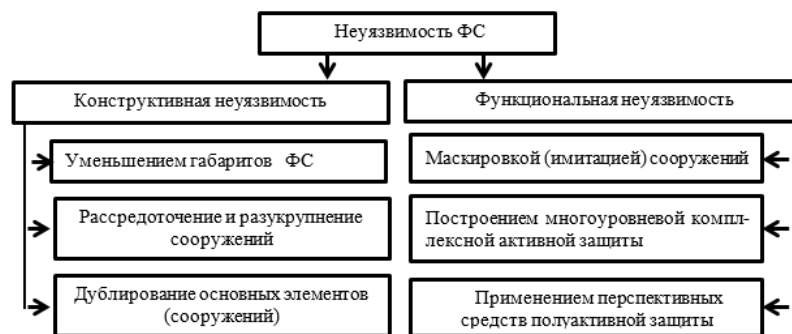 Неуязвимость ФС
Конструктивная неуязвимость
Функциональная неуязвимость
Уменьшением габаритов ФС
Маскировкой (имитацией) сооружений
Рассредоточение и разукрупнение
сооружений
Построением многоуровневой компл-
лексной активной защиты
Дублирование основных элементов
(сооружений)
Применением перспективных
средств полуактивной защиты